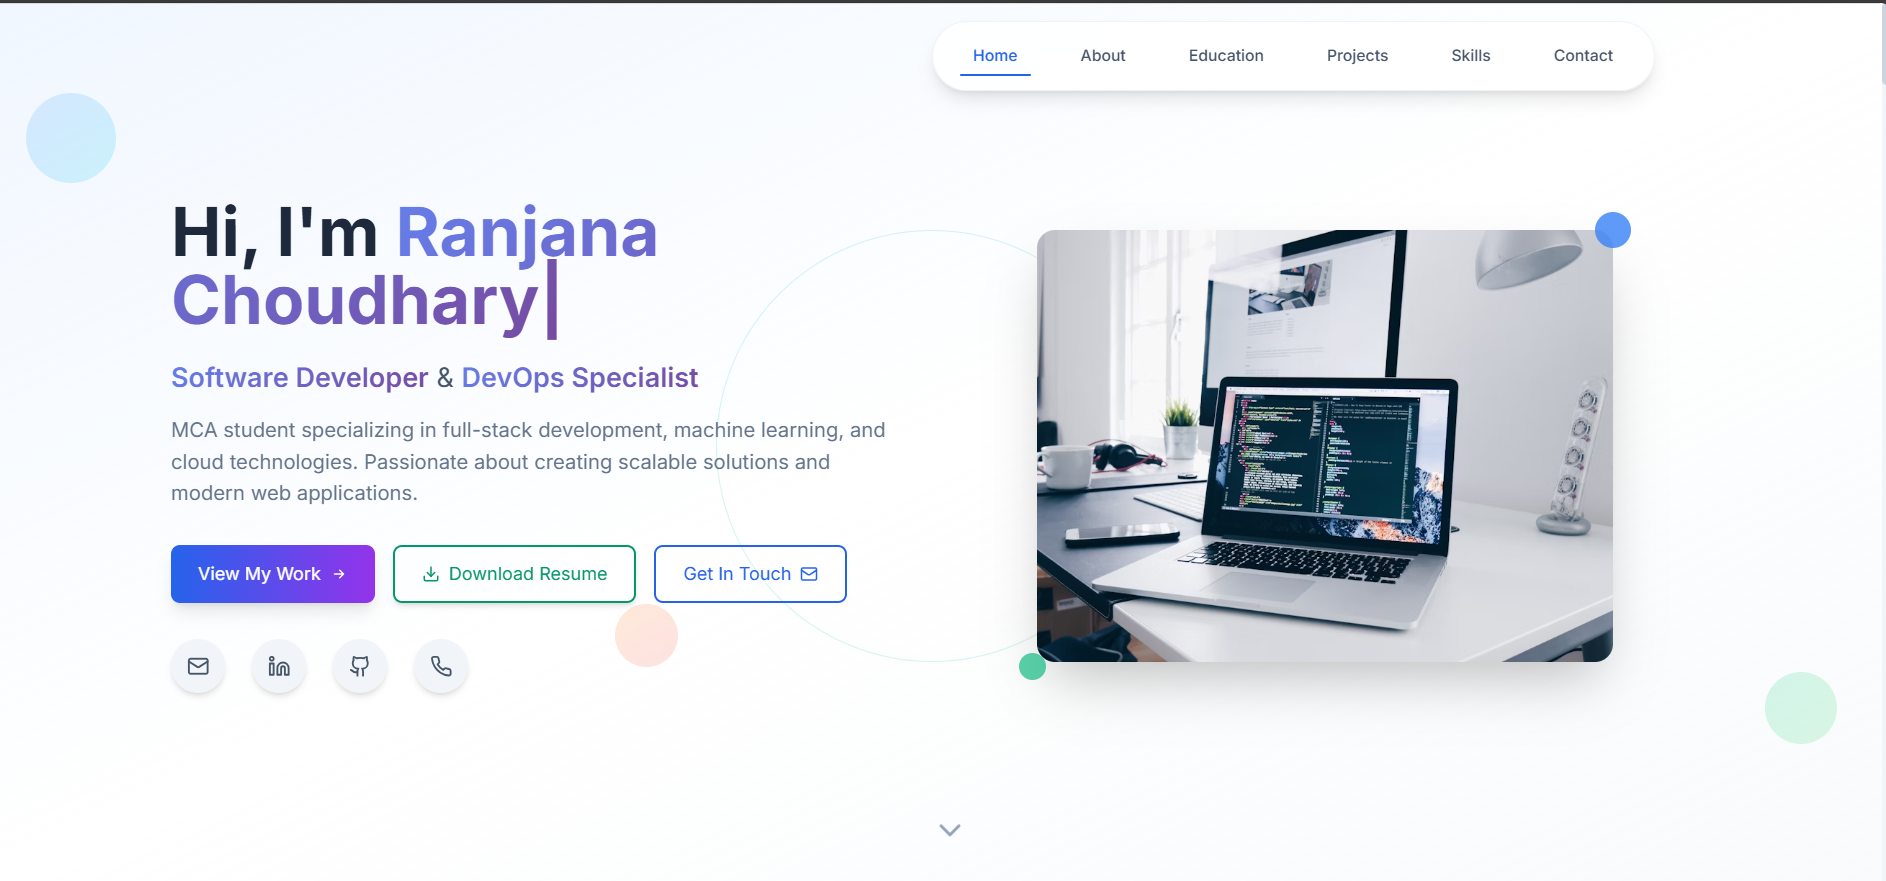 Home About Education Projects Skills Contact
Hi, I'm Ranjana
Choudhary|
Software Developer & DevOps Specialist
MCA student specializing in full-stack development, machine learning, and
cloud technologies. Passionate about creating scalable solutions and
modern web applications.
View My Work → Download Resume Get In Touch